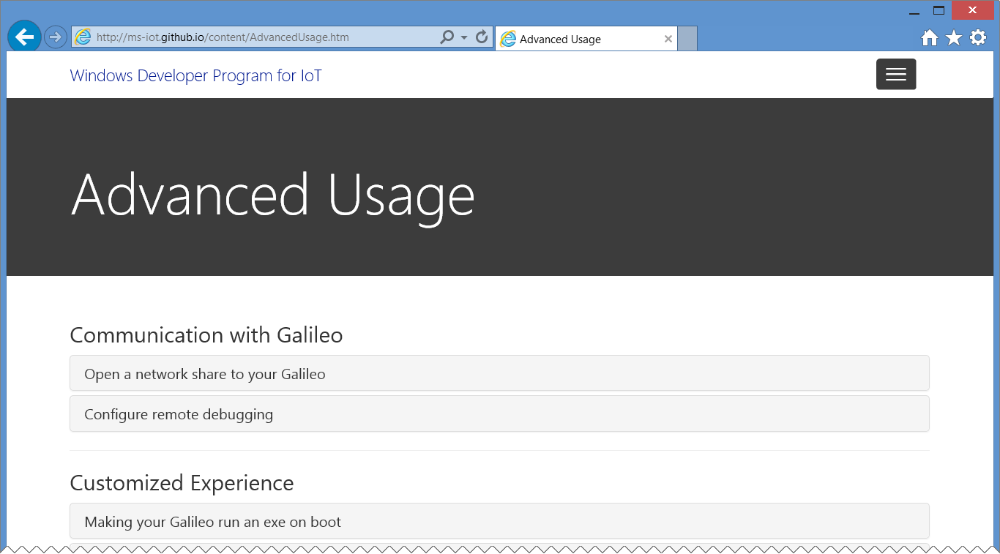 http://ms-iot.github.io/content/AdvancedUsage.htm
Advanced Usage
Windows Developer Program for IoT
Advanced Usage
Communication with Galileo
Open a network share to your Galileo
Configure remote debugging
Customized Experience
Making your Galileo run an exe on boot